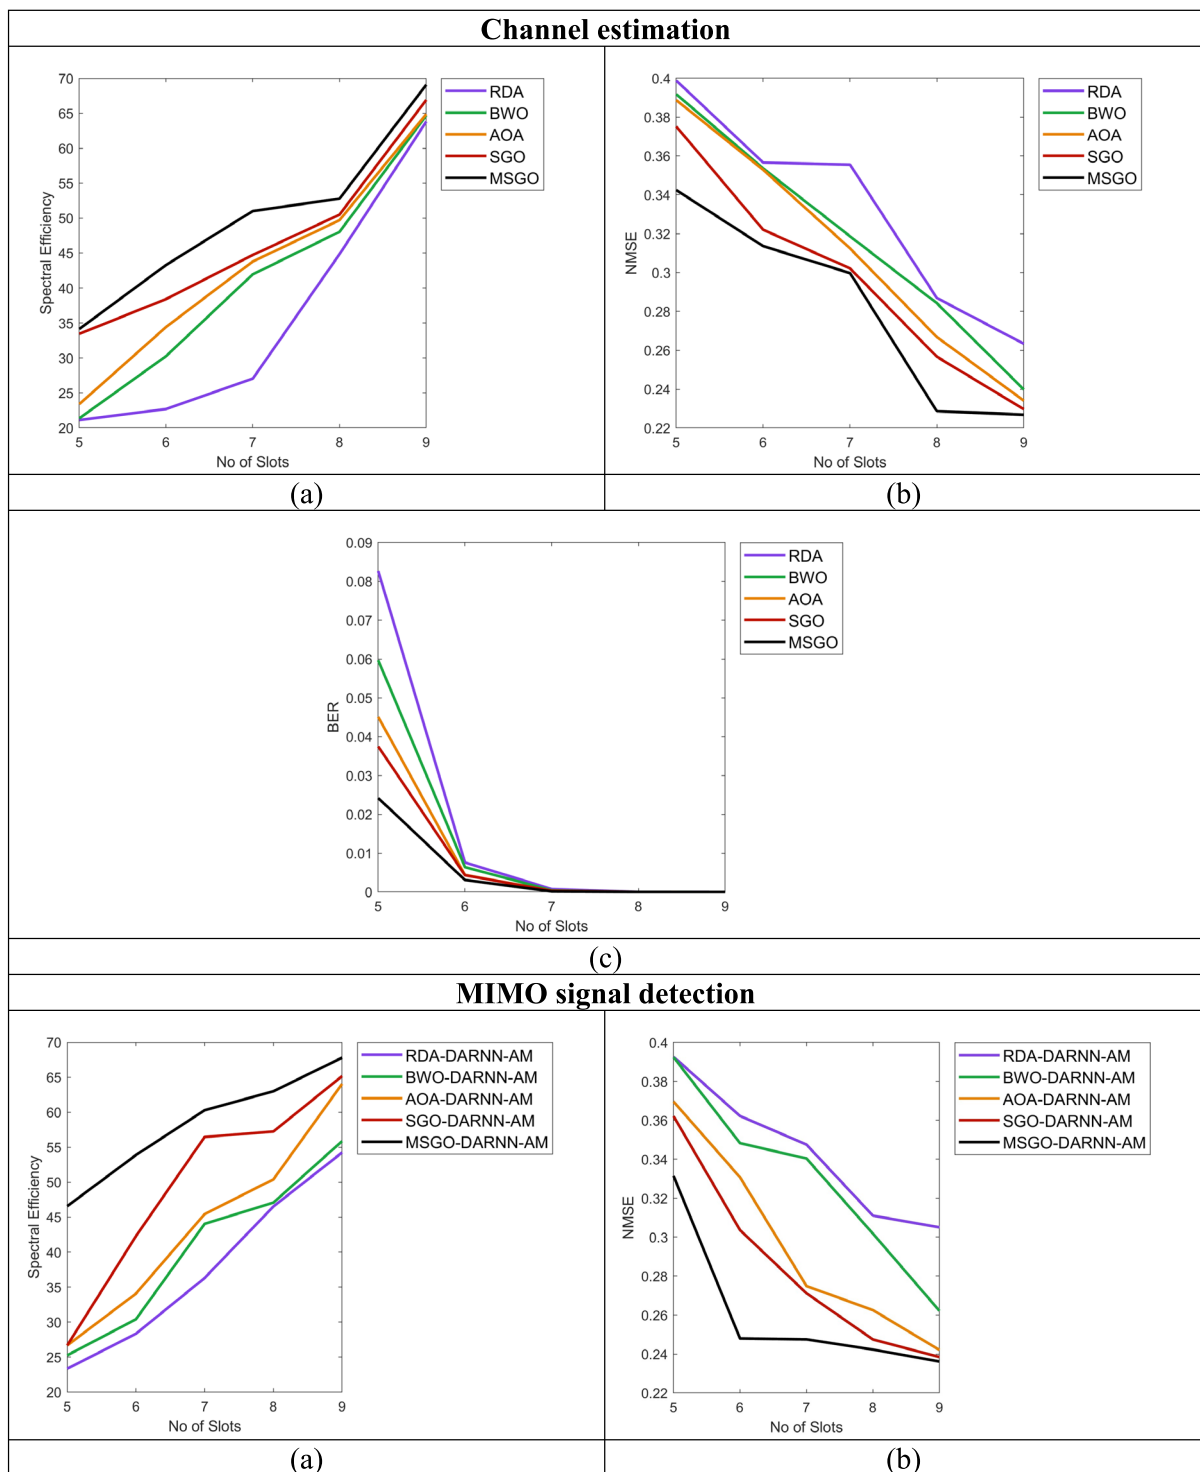 Channel estimation
70
65
60
55
50
45
40
35
30
25
20
Spectral Efficiency
5 6 7 8 9
No of Slots
RDA
BWO
AOA
SGO
MSGO
(a)
0.4
0.38
0.36
0.34
0.32
0.3
0.28
0.26
0.24
0.22
NMSE
5 6 7 8 9
No of Slots
RDA
BWO
AOA
SGO
MSGO
(b)
0.09
0.08
0.07
0.06
0.05
0.04
0.03
0.02
0.01
0
BER
5 6 7 8 9
No of Slots
RDA
BWO
AOA
SGO
MSGO
(c)
MIMO signal detection
70
65
60
55
50
45
40
35
30
25
20
Spectral Efficiency
5 6 7 8 9
No of Slots
RDA-DARNN-AM
BWO-DARNN-AM
AOA-DARNN-AM
SGO-DARNN-AM
MSGO-DARNN-AM
(a)
0.4
0.38
0.36
0.34
0.32
0.3
0.28
0.26
0.24
0.22
NMSE
5 6 7 8 9
No of Slots
RDA-DARNN-AM
BWO-DARNN-AM
AOA-DARNN-AM
SGO-DARNN-AM
MSGO-DARNN-AM
(b)